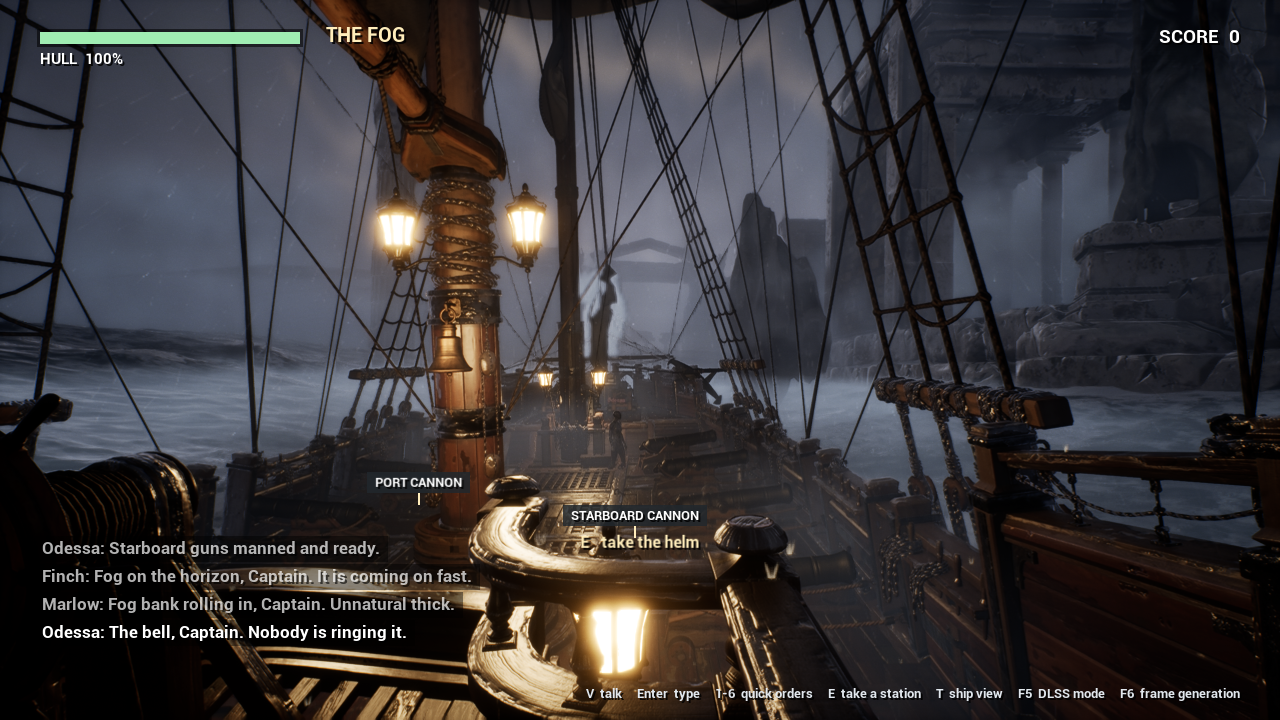 THE FOG
SCORE 0
HULL 100%
PORT CANNON
STARBOARD CANNON
E - take the helm
Odessa: Starboard guns manned and ready.
Finch: Fog on the horizon, Captain. It is coming on fast.
Marlow: Fog bank rolling in, Captain. Unnatural thick.
Odessa: The bell, Captain. Nobody is ringing it.
V talk Enter type 1-6 quick orders E take a station T ship view F5 DLSS mode F6 frame generation